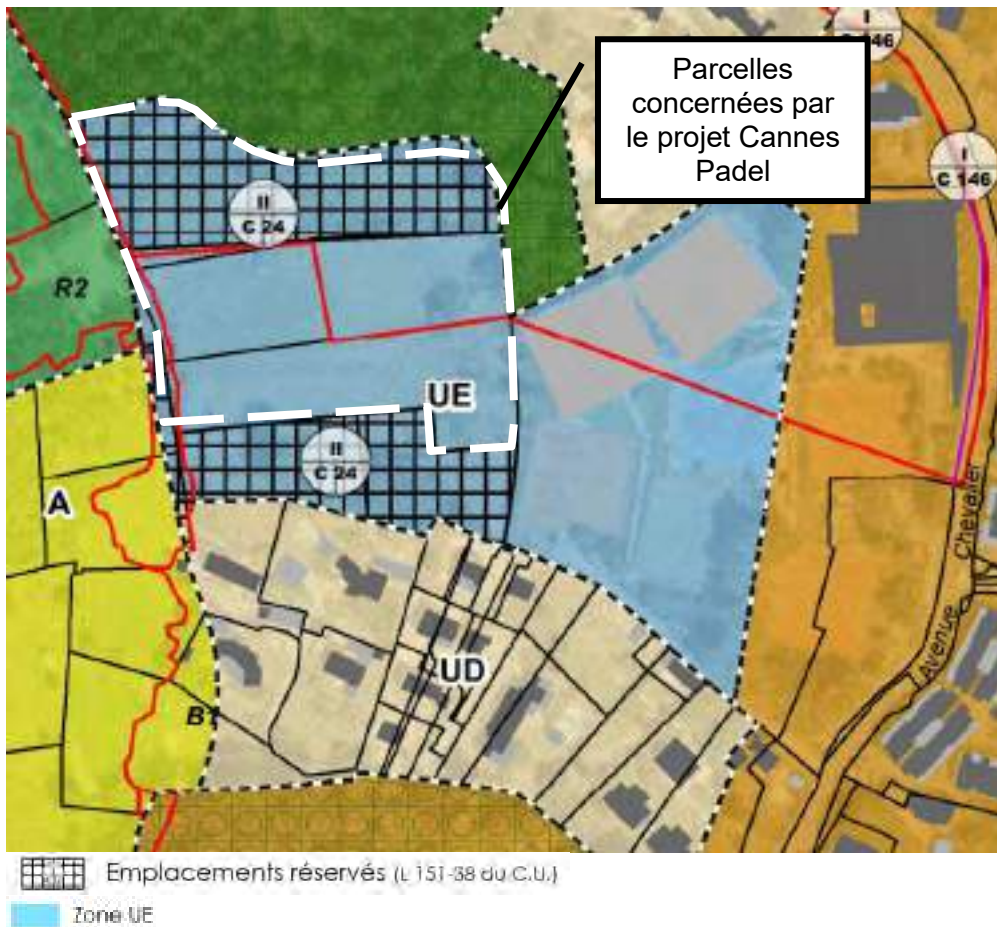 I
C 146
Parcelles
concernées par
le projet Cannes
Padel
I
C 146
II
C 24
R2
UE
II
C 24
A
Chevalier
Avenue
UD
B1
Emplacements réservés (L 151-38 du C.U.)
Zone UE